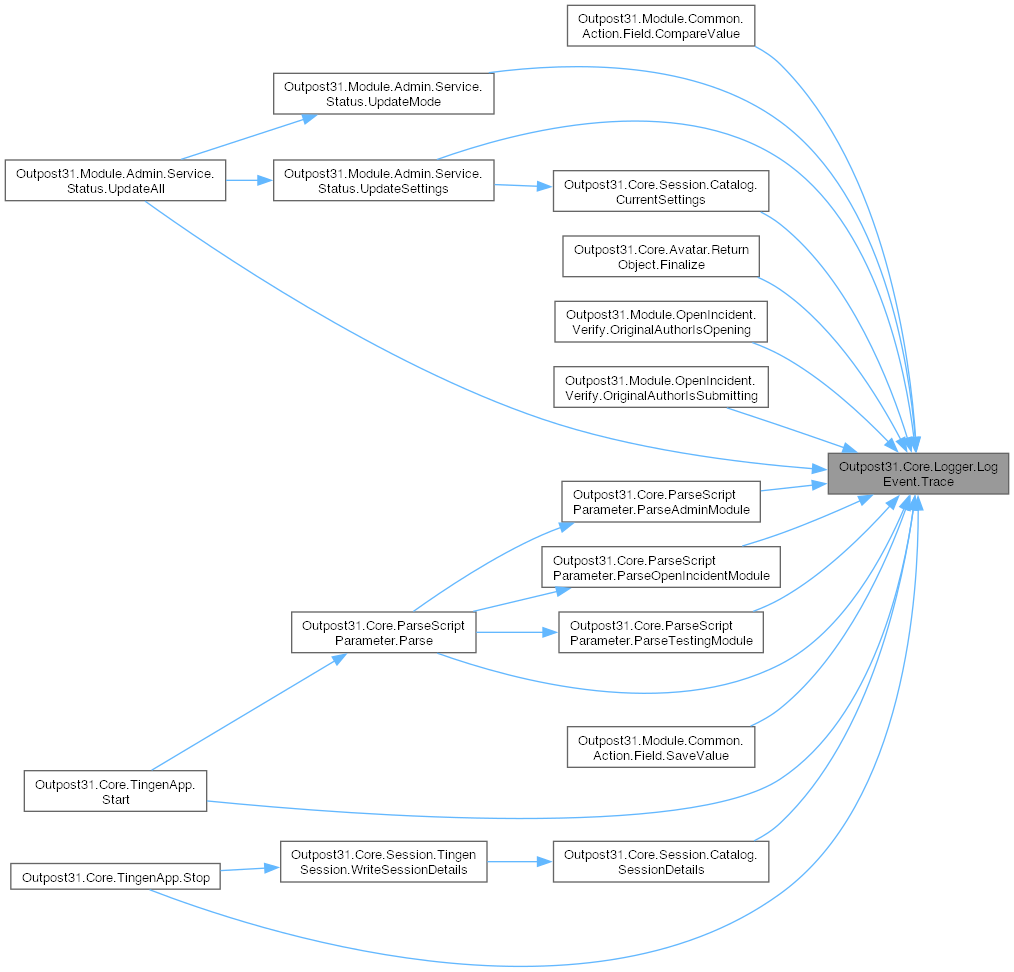 Outpost31.Module.Common.
Action.Field.CompareValue
Outpost31.Module.Admin.Service.
Status.UpdateMode
Outpost31.Module.Admin.Service.
Status.UpdateAll
Outpost31.Module.Admin.Service.
Status.UpdateSettings
Outpost31.Core.Session.Catalog.
CurrentSettings
Outpost31.Core.Avatar.Return
Object.Finalize
Outpost31.Module.OpenIncident.
Verify.OriginalAuthorIsOpening
Outpost31.Module.OpenIncident.
Verify.OriginalAuthorIsSubmitting
Outpost31.Core.Logger.Log
Event.Trace
Outpost31.Core.ParseScript
Parameter.ParseAdminModule
Outpost31.Core.ParseScript
Parameter.ParseOpenIncidentModule
Outpost31.Core.ParseScript
Parameter.Parse
Outpost31.Core.ParseScript
Parameter.ParseTestingModule
Outpost31.Module.Common.
Action.Field.SaveValue
Outpost31.Core.TingenApp.
Start
Outpost31.Core.Session.Tingen
Session.WriteSessionDetails
Outpost31.Core.Session.Catalog.
SessionDetails
Outpost31.Core.TingenApp.Stop